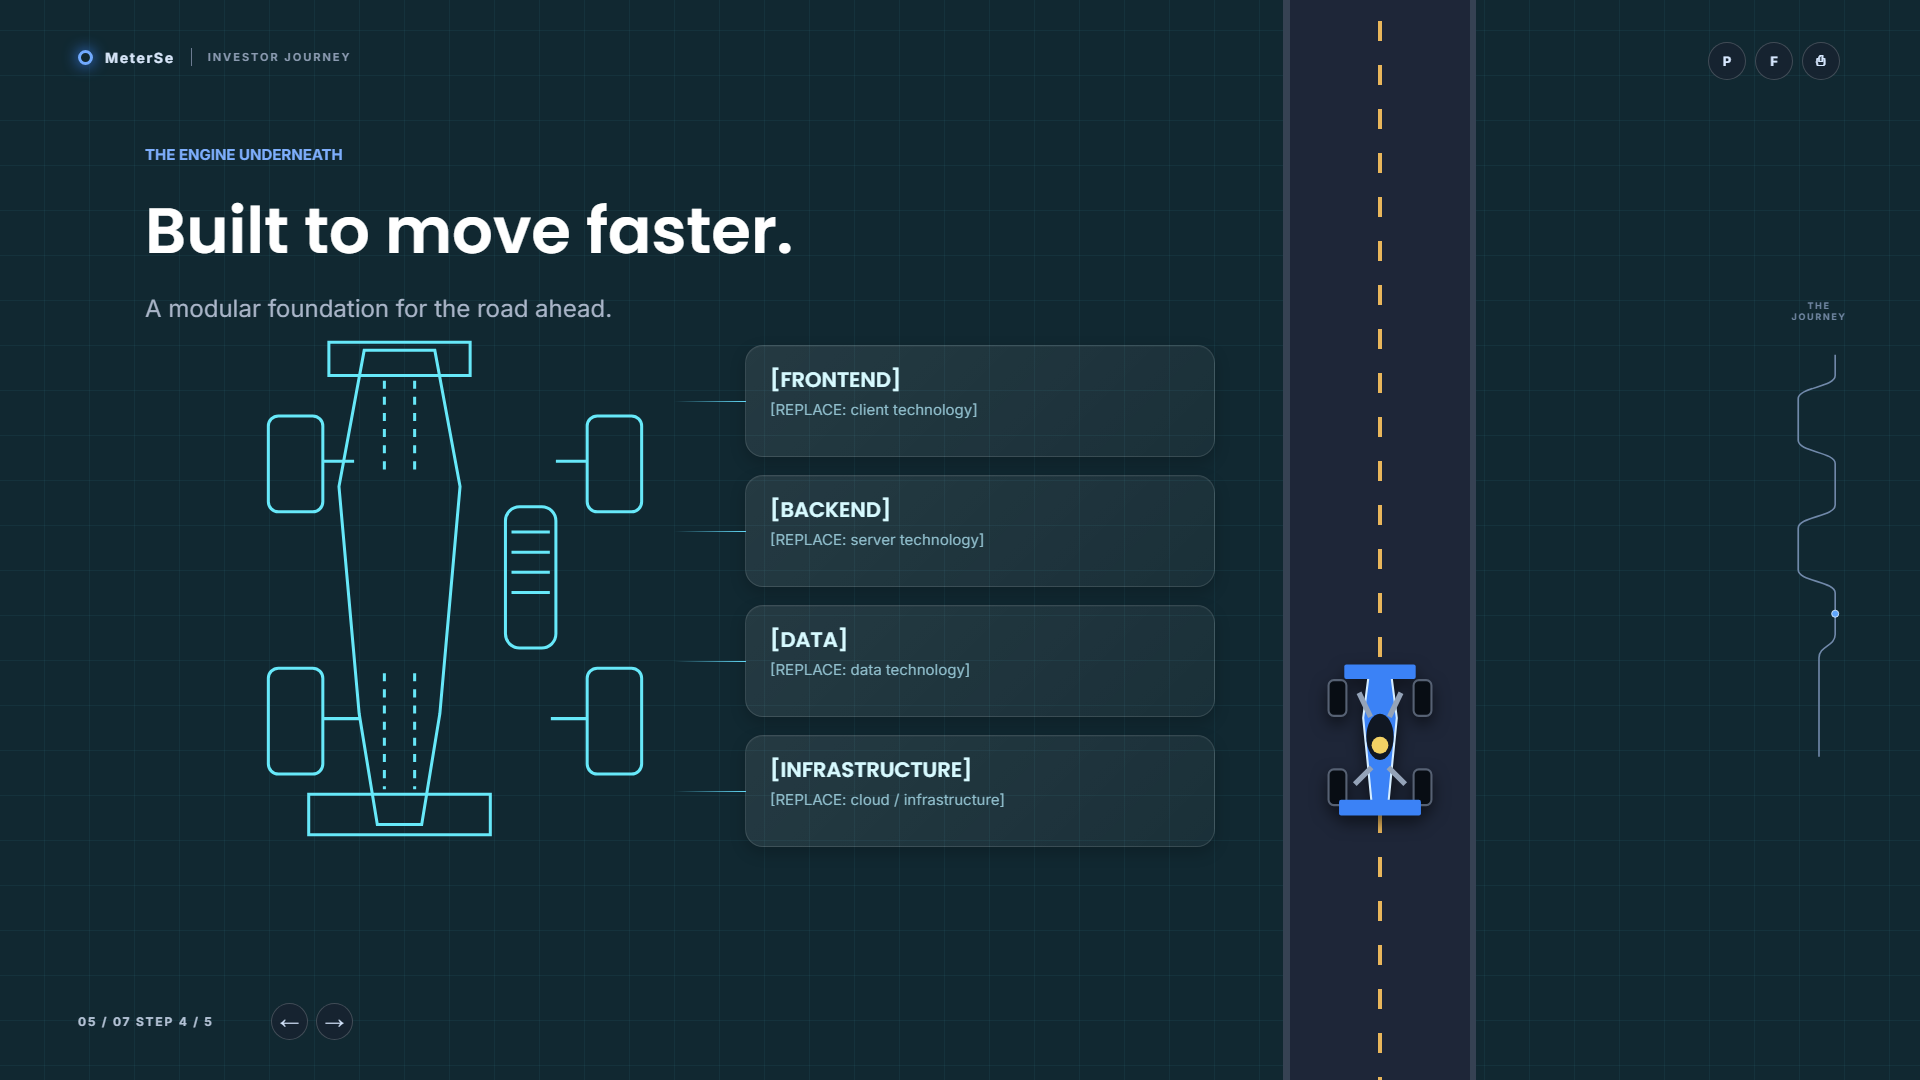 MeterSe
INVESTOR JOURNEY
P F
THE ENGINE UNDERNEATH
Built to move faster.
A modular foundation for the road ahead.
THE
JOURNEY
[FRONTEND]
[REPLACE: client technology]
[BACKEND]
[REPLACE: server technology]
[DATA]
[REPLACE: data technology]
[INFRASTRUCTURE]
[REPLACE: cloud / infrastructure]
05 / 07 STEP 4 / 5
← →